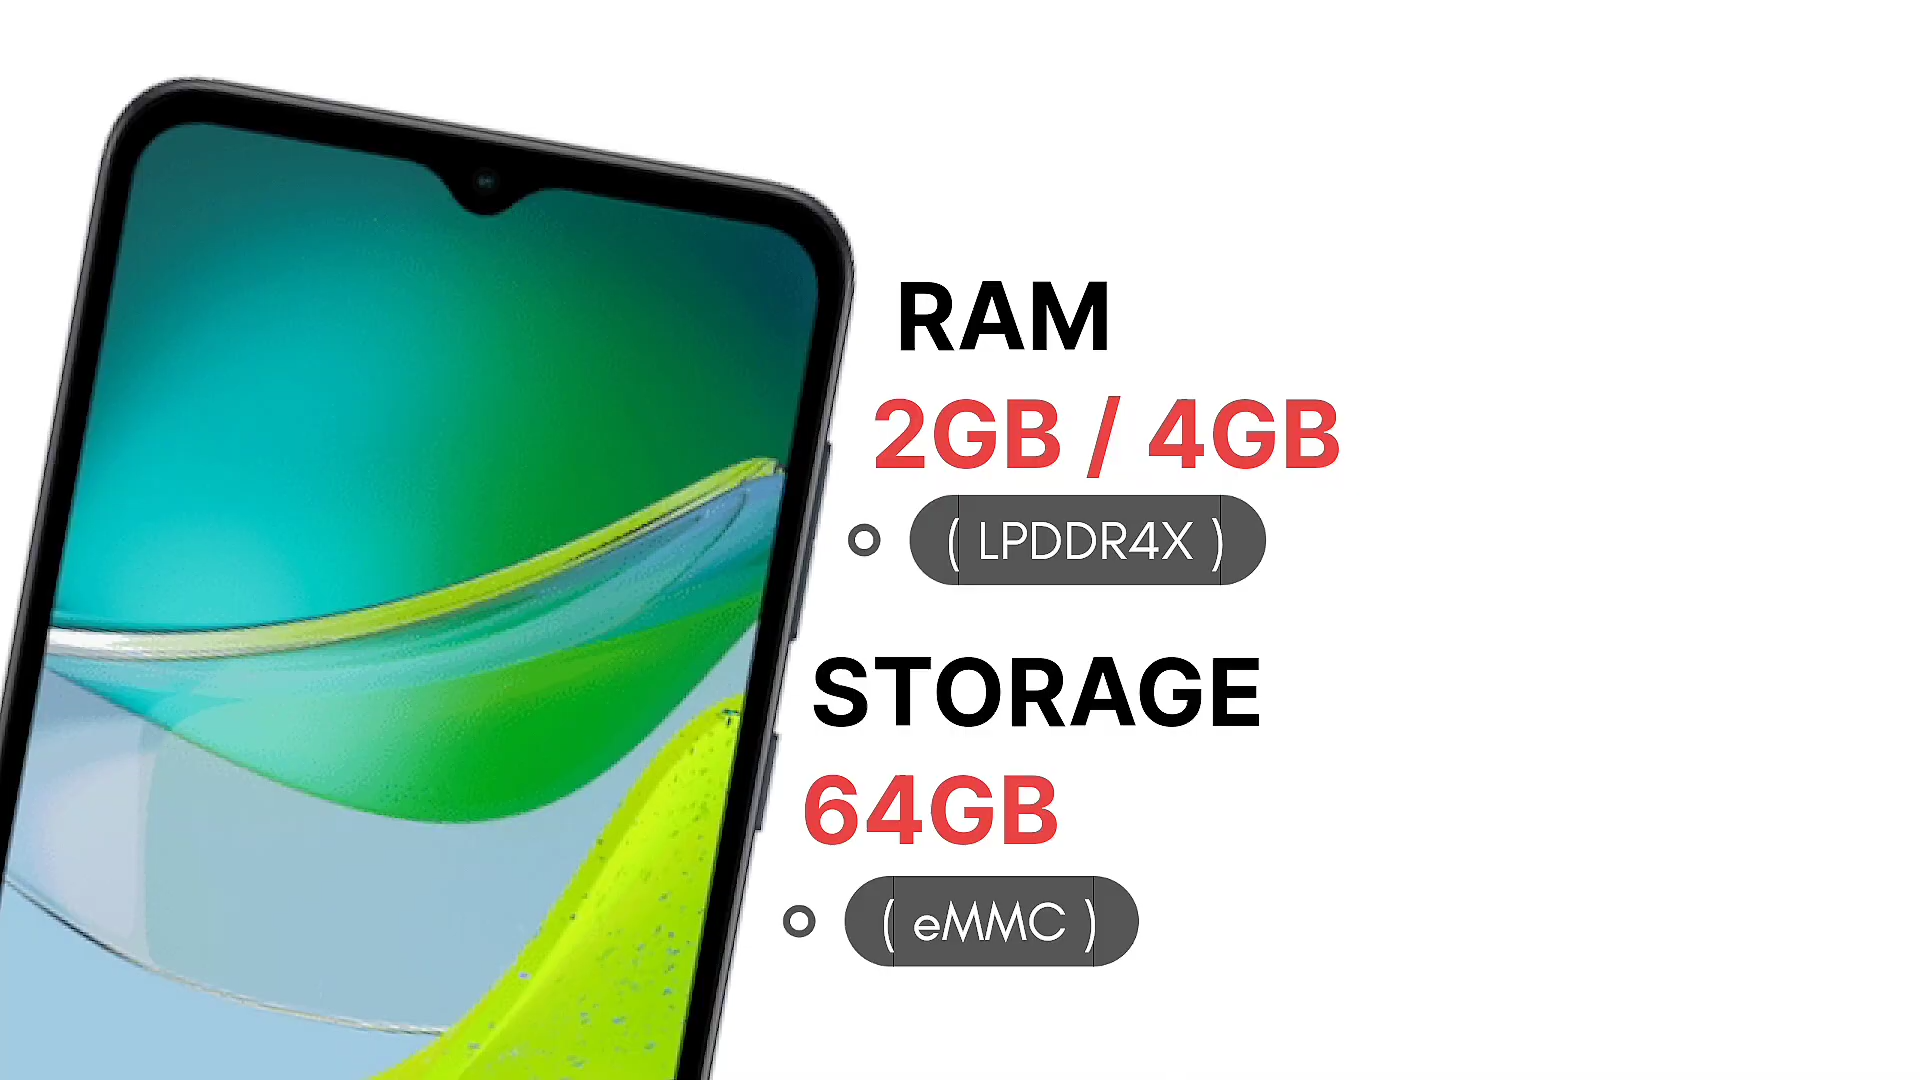 RAM
2GB / 4GB
( LPDDR4X )
STORAGE
64GB
( eMMC )